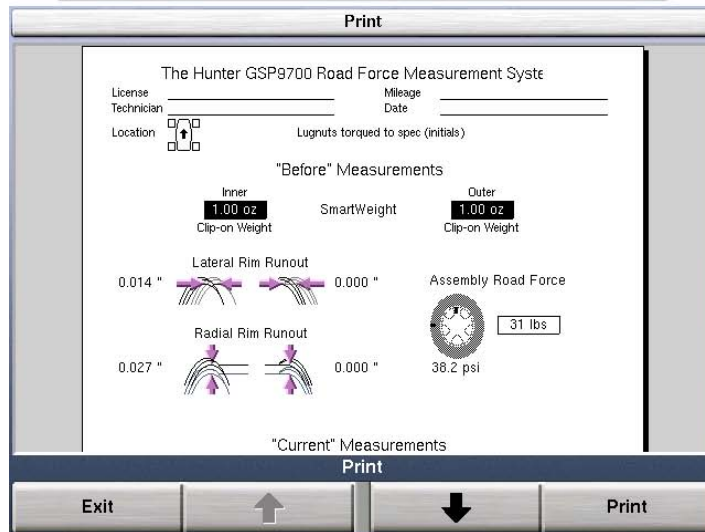 Print
The Hunter GSP9700 Road Force Measurement Syste
License Mileage
Technician Date
Location Lugnuts torqued to spec (initials)
"Before" Measurements
Inner Outer
1.00 oz SmartWeight 1.00 oz
Clip-on Weight Clip-on Weight
Lateral Rim Runout
0.014 " 0.000 " Assembly Road Force
31 lbs
Radial Rim Runout
0.027 " 0.000 " 38.2 psi
"Current" Measurements
Print
Exit Print